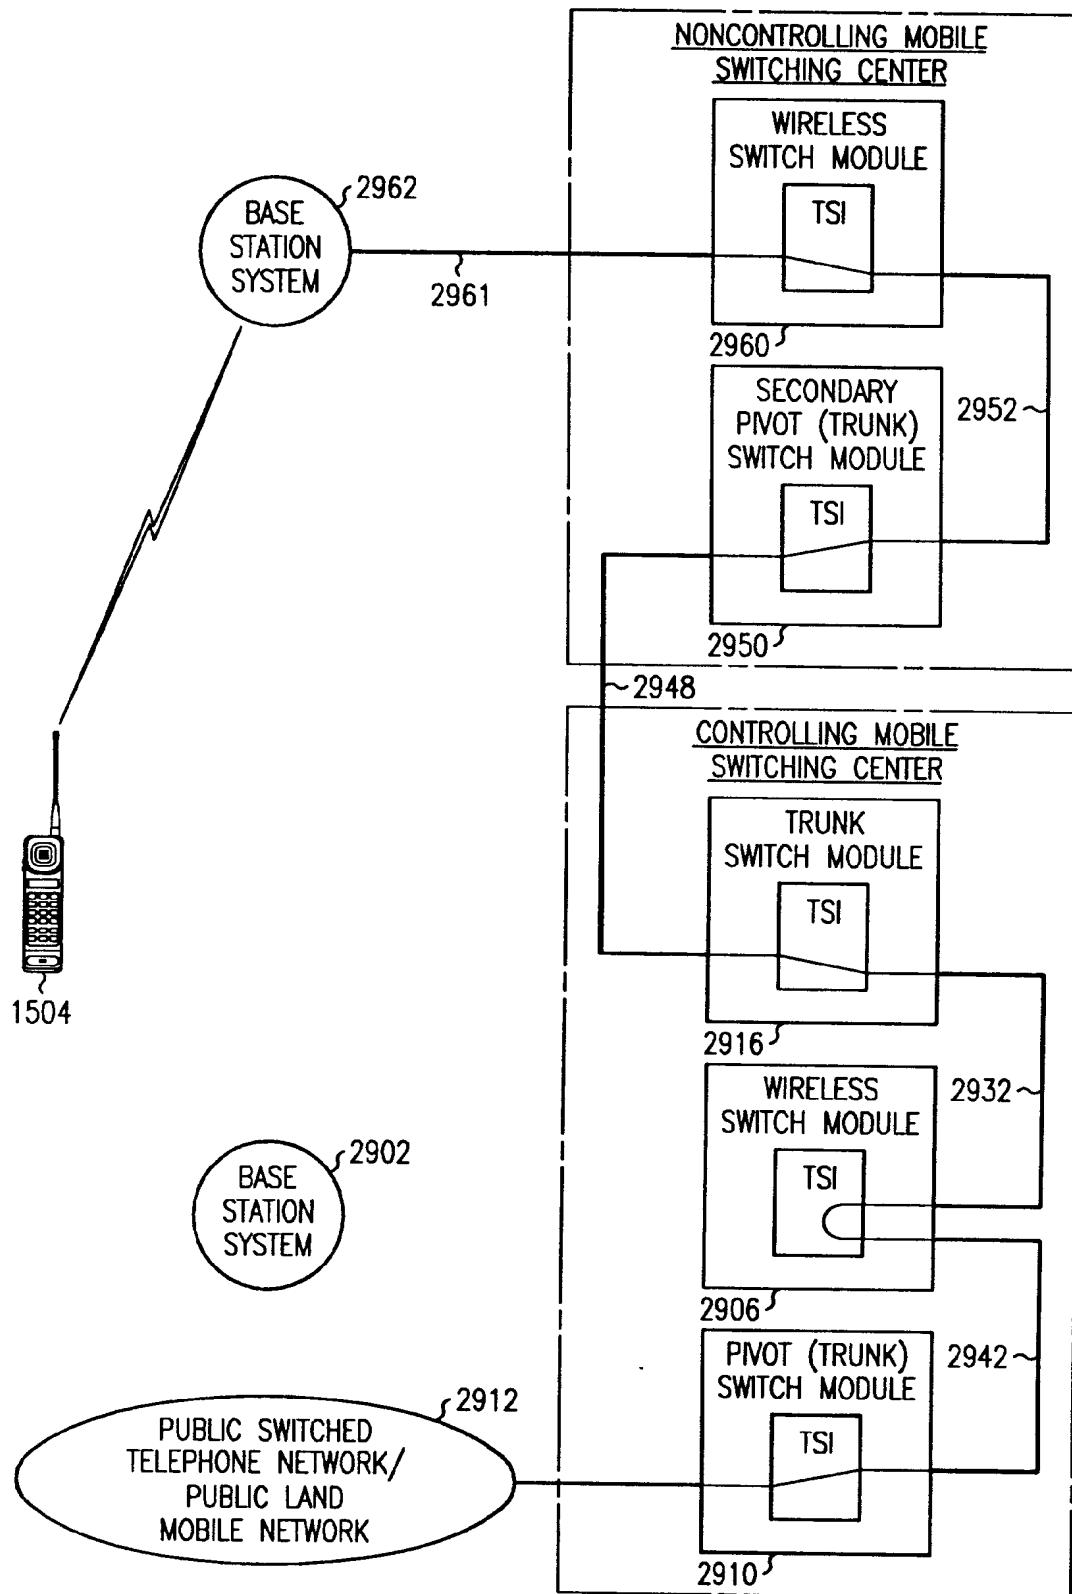 NONCONTROLLING MOBILE
SWITCHING CENTER
WIRELESS
SWITCH MODULE
TSI
2960
2962
BASE
STATION
SYSTEM
2961
2952
SECONDARY
PIVOT (TRUNK)
SWITCH MODULE
TSI
2950
2948
CONTROLLING MOBILE
SWITCHING CENTER
TRUNK
SWITCH MODULE
TSI
2916
1504
2932
WIRELESS
SWITCH MODULE
TSI
2906
2902
BASE
STATION
SYSTEM
2942
PIVOT (TRUNK)
SWITCH MODULE
TSI
2910
2912
PUBLIC SWITCHED
TELEPHONE NETWORK/
PUBLIC LAND
MOBILE NETWORK